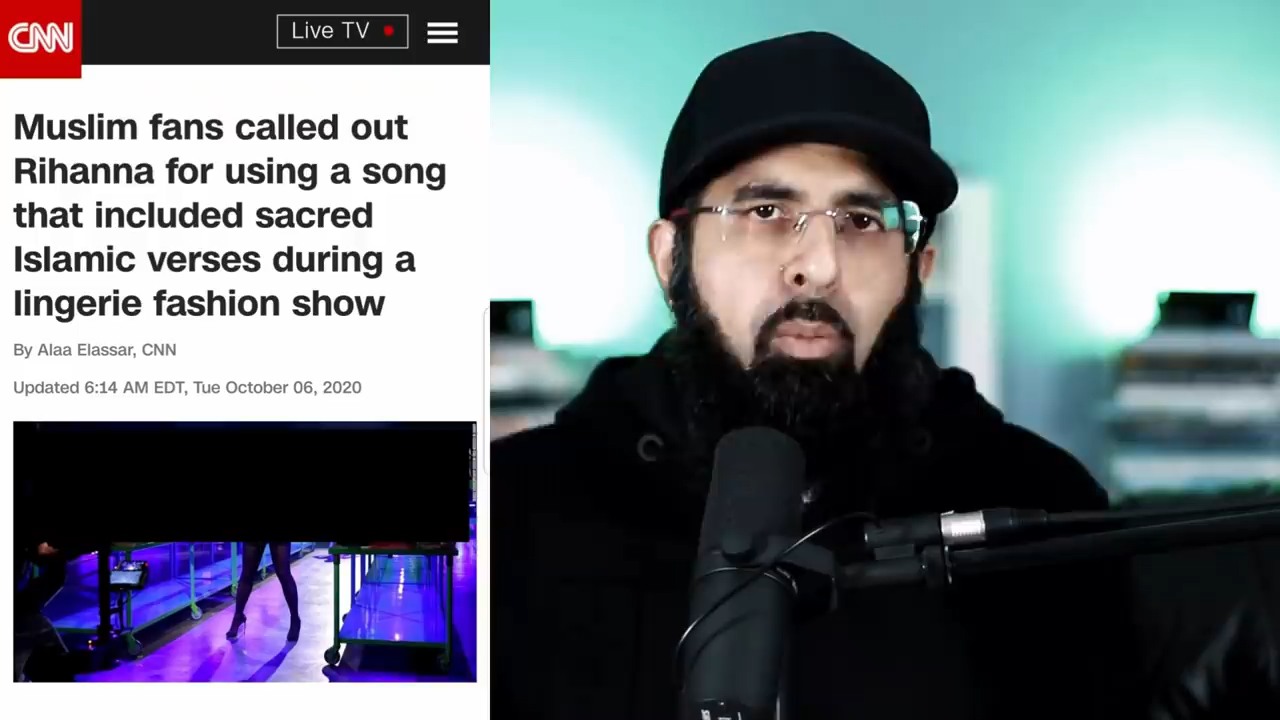 CNN
Live TV
Muslim fans called out
Rihanna for using a song
that included sacred
Islamic verses during a
lingerie fashion show
By Alaa Elassar, CNN
Updated 6:14 AM EDT, Tue October 06, 2020